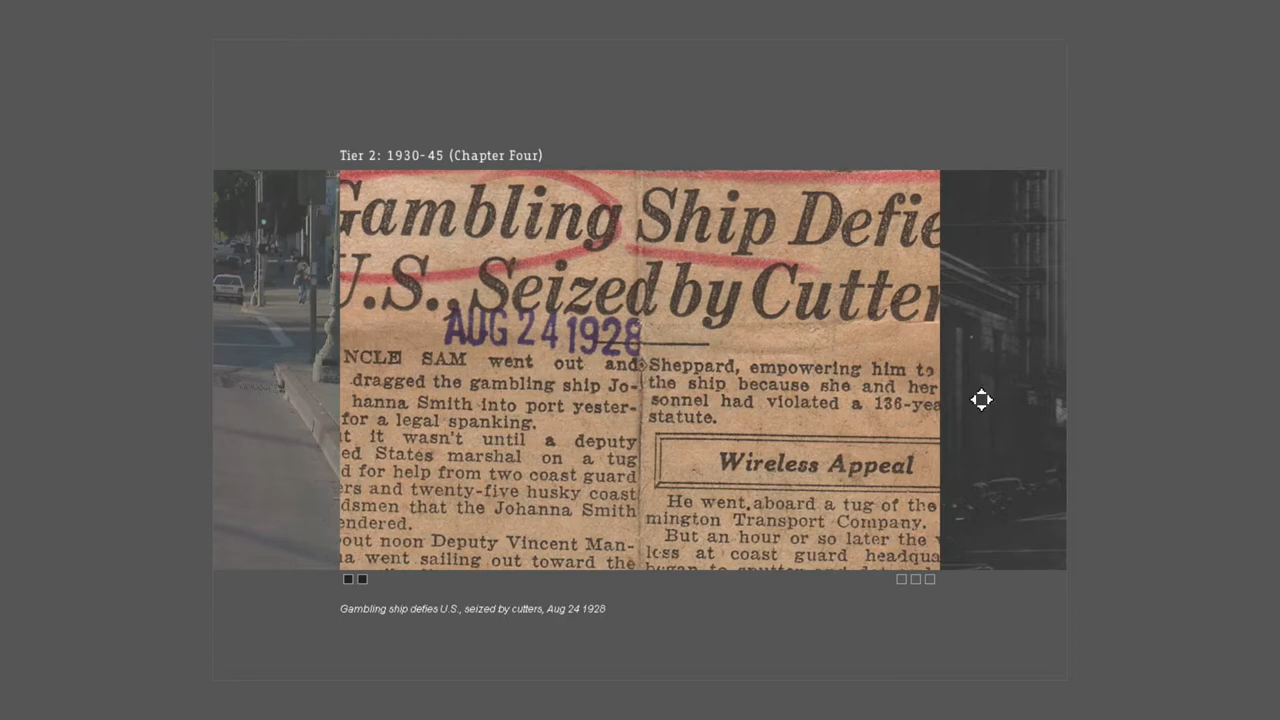 Tier 2: 1930-45 (Chapter Four)
Gambling Ship Defie
U.S., Seized by Cutter
AUG 24 1928
NCLE SAM went out and
dragged the gambling ship Jo-
hanna Smith into port yester-
for a legal spanking.
t it wasn't until a deputy
ed States marshal on a tug
d for help from two coast guard
ers and twenty-five husky coast
dsmen that the Johanna Smith
endered.
out noon Deputy Vincent Man-
a went sailing out toward the
Sheppard, empowering him to
the ship because she and her
sonnel had violated a 136-yea
statute.
Wireless Appeal
He went aboard a tug of the
mington Transport Company.
But an hour or so later the
less at coast guard headqua
Gambling ship defies U.S., seized by cutters, Aug 24 1928